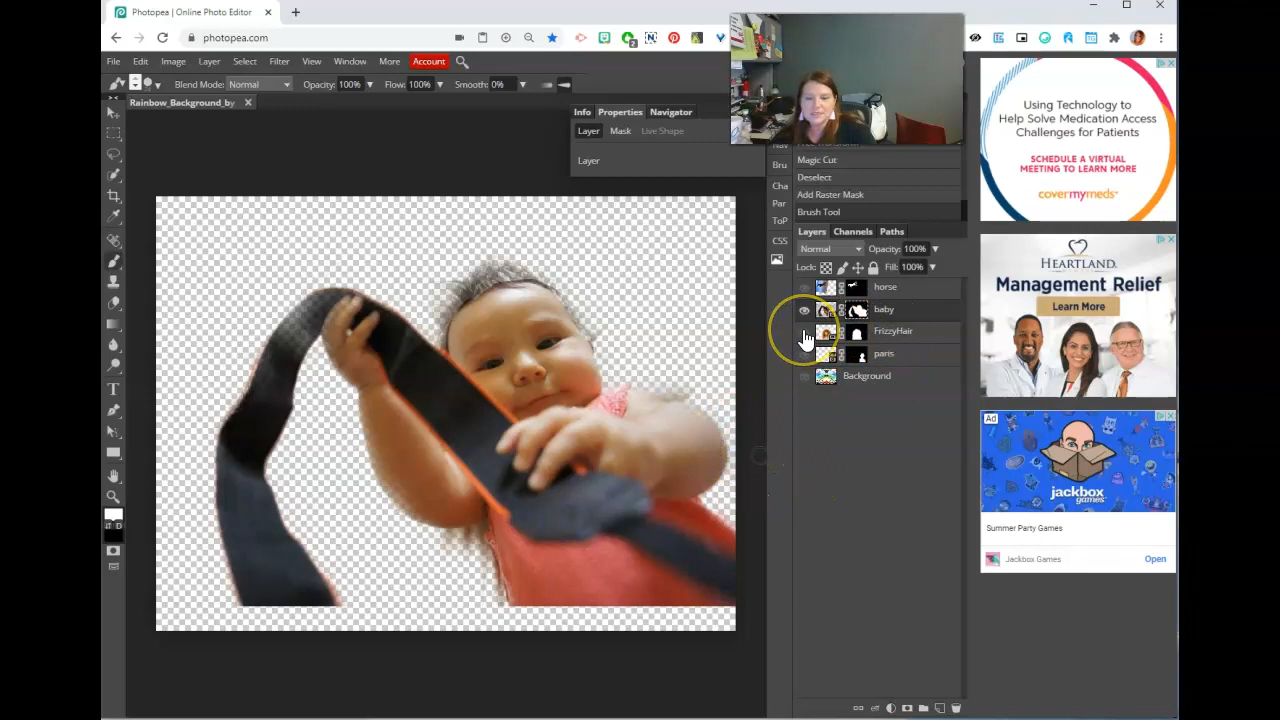 Photopea | Online Photo Editor
photopea.com
2
File Edit Image Layer Select Filter View Window More Account
Blend Mode: Normal Opacity: 100% Flow: 100% Smooth: 0%
Rainbow_Background_by
Info Properties Navigator
Layer Mask Live Shape
Layer
Nav
Bru
Cha
Par
ToP
CSS
Magic Cut
Deselect
Add Raster Mask
Brush Tool
Layers Channels Paths
Normal Opacity: 100%
Lock: Fill: 100%
horse
baby
FrizzyHair
paris
Background
D
eff
Using Technology to
Help Solve Medication Access
Challenges for Patients
SCHEDULE A VIRTUAL
MEETING TO LEARN MORE
covermymeds
HEARTLAND
Management Relief
Learn More
Ad
jackbox
games
Summer Party Games
Jackbox Games Open